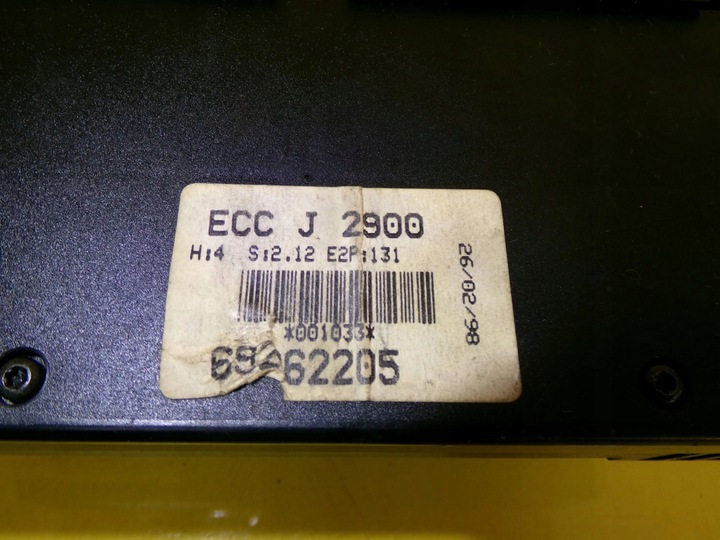 ECC J 2900
H:4 S:2.12 E2P:131
*001033*
26/02/98